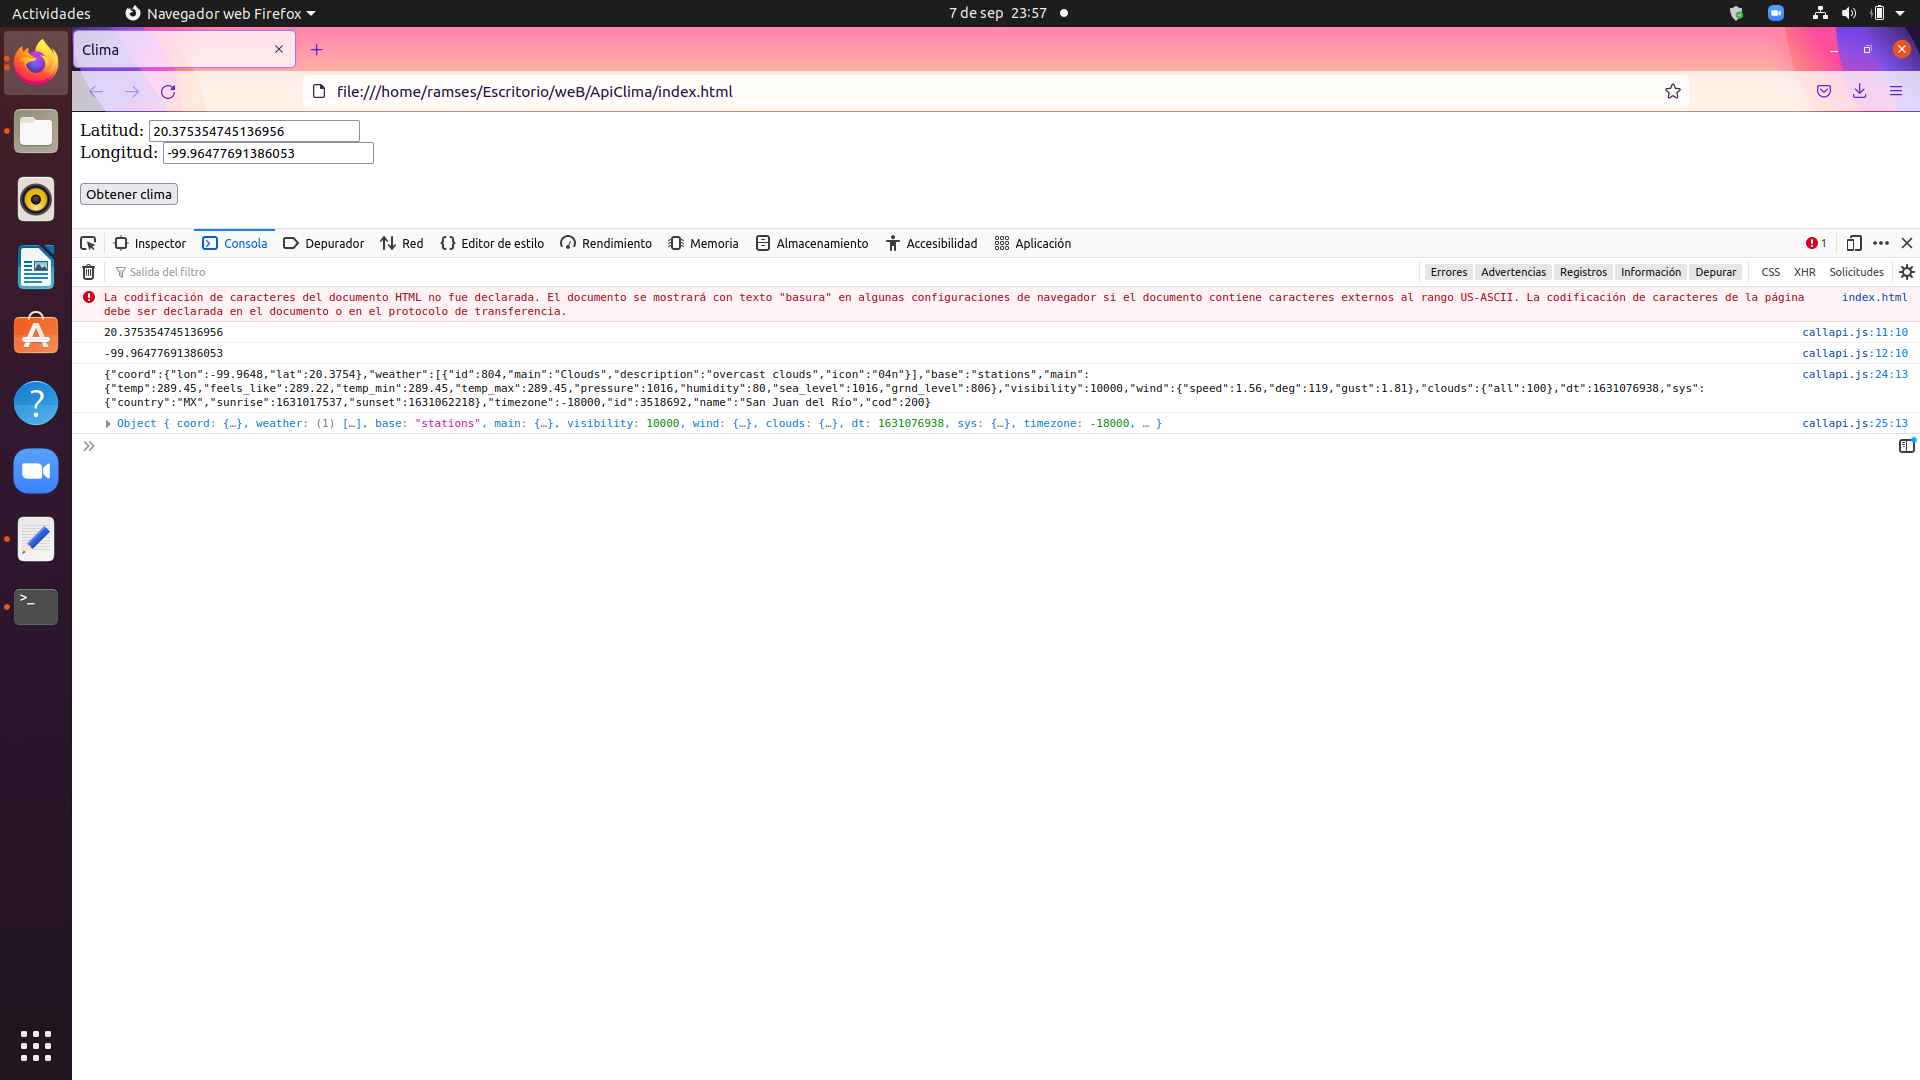 Actividades
Navegador web Firefox
7 de sep 23:57
Clima
file:///home/ramses/Escritorio/weB/ApiClima/index.html
Latitud: 20.375354745136956
Longitud: -99.96477691386053
Obtener clima
Inspector Consola Depurador Red Editor de estilo Rendimiento Memoria Almacenamiento Accesibilidad Aplicación 1
Salida del filtro Errores Advertencias Registros Información Depurar CSS XHR Solicitudes
La codificación de caracteres del documento HTML no fue declarada. El documento se mostrará con texto "basura" en algunas configuraciones de navegador si el documento contiene caracteres externos al rango US-ASCII. La codificación de caracteres de la página index.html
debe ser declarada en el documento o en el protocolo de transferencia.
20.375354745136956 callapi.js:11:10
-99.96477691386053 callapi.js:12:10
{"coord":{"lon":-99.9648,"lat":20.3754},"weather":[{"id":804,"main":"Clouds","description":"overcast clouds","icon":"04n"}],"base":"stations","main": callapi.js:24:13
{"temp":289.45,"feels_like":289.22,"temp_min":289.45,"temp_max":289.45,"pressure":1016,"humidity":80,"sea_level":1016,"grnd_level":806},"visibility":10000,"wind":{"speed":1.56,"deg":119,"gust":1.81},"clouds":{"all":100},"dt":1631076938,"sys":
{"country":"MX","sunrise":1631017537,"sunset":1631062218},"timezone":-18000,"id":3518692,"name":"San Juan del Río","cod":200}
Object { coord: {…}, weather: (1) […], base: "stations", main: {…}, visibility: 10000, wind: {…}, clouds: {…}, dt: 1631076938, sys: {…}, timezone: -18000, … } callapi.js:25:13